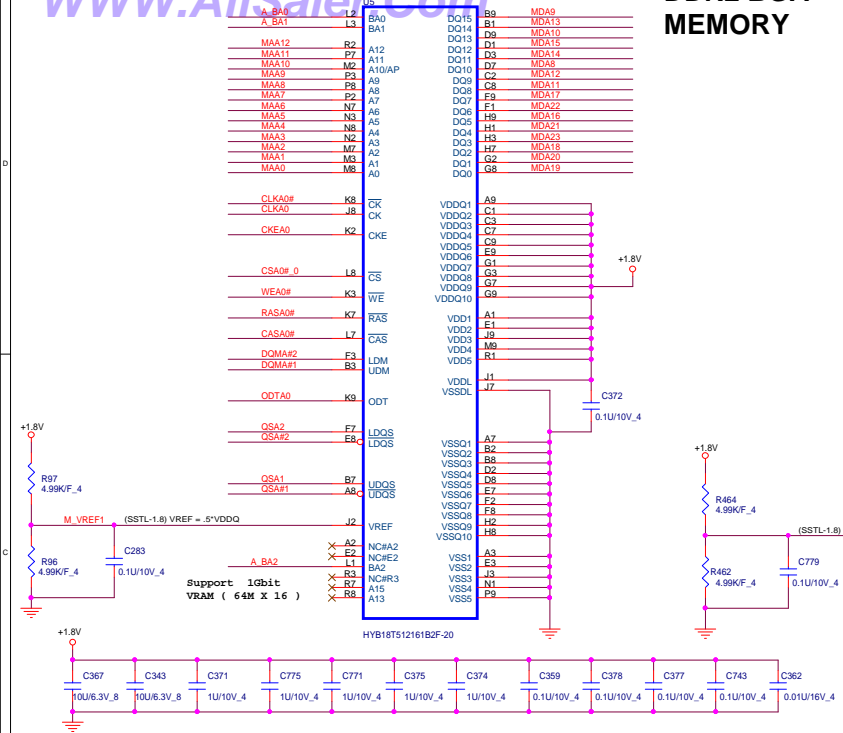 www.AllSaler.Com
DDR2 BGA
MEMORY
U5
A_BA0 L2 BA0 DQ15 B9 MDA9
A_BA1 L3 BA1 DQ14 B1 MDA13
DQ13 D9 MDA10
MAA12 R2 A12 DQ12 D1 MDA15
MAA11 P7 A11 DQ11 D3 MDA14
MAA10 M2 A10/AP DQ10 D7 MDA8
MAA9 P3 A9 DQ9 C2 MDA12
MAA8 P8 A8 DQ8 C8 MDA11
MAA7 P2 A7 DQ7 F9 MDA17
MAA6 N7 A6 DQ6 F1 MDA22
MAA5 N3 A5 DQ5 H9 MDA16
MAA4 N8 A4 DQ4 H1 MDA21
MAA3 N2 A3 DQ3 H3 MDA23
MAA2 M7 A2 DQ2 H7 MDA18
MAA1 M3 A1 DQ1 G2 MDA20
MAA0 M8 A0 DQ0 G8 MDA19
CLKA0# K8 CK VDDQ1 A9
CLKA0 J8 CK VDDQ2 C1
VDDQ3 C3
CKEA0 K2 CKE VDDQ4 C7
VDDQ5 C9
VDDQ6 E9
VDDQ7 G1
CSA0#_0 L8 CS VDDQ8 G3
VDDQ9 G7
WEA0# K3 WE VDDQ10 G9
+1.8V
RASA0# K7 RAS VDD1 A1
VDD2 E1
CASA0# L7 CAS VDD3 J9
VDD4 M9
DQMA#2 F3 LDM VDD5 R1
DQMA#1 B3 UDM
VDDL J1
VSSDL J7
ODTA0 K9 ODT
C372
0.1U/10V_4
QSA2 F7 LDQS
QSA#2 E8 LDQS VSSQ1 A7
VSSQ2 B2
VSSQ3 B8
VSSQ4 D2
QSA1 B7 UDQS VSSQ5 D8
QSA#1 A8 UDQS VSSQ6 E7
VSSQ7 F2
VSSQ8 F8
VSSQ9 H2
VSSQ10 H8
+1.8V
R97
4.99K/F_4
M_VREF1 (SSTL-1.8) VREF = .5*VDDQ J2 VREF
R96
4.99K/F_4
C283
0.1U/10V_4
A2 NC#A2 VSS1 A3
E2 NC#E2 VSS2 E3
A_BA2 L1 BA2 VSS3 J3
R3 NC#R3 VSS4 N1
R7 A15 VSS5 P9
R8 A13
Support 1Gbit
VRAM ( 64M X 16 )
HYB18T512161B2F-20
+1.8V
R464
4.99K/F_4
(SSTL-1.8)
R462
4.99K/F_4
C779
0.1U/10V_4
+1.8V
C367 C343 C371 C775 C771 C375 C374 C359 C378 C377 C743 C362
10U/6.3V_8 10U/6.3V_8 1U/10V_4 1U/10V_4 1U/10V_4 1U/10V_4 1U/10V_4 0.1U/10V_4 0.1U/10V_4 0.1U/10V_4 0.1U/10V_4 0.01U/16V_4
D
C